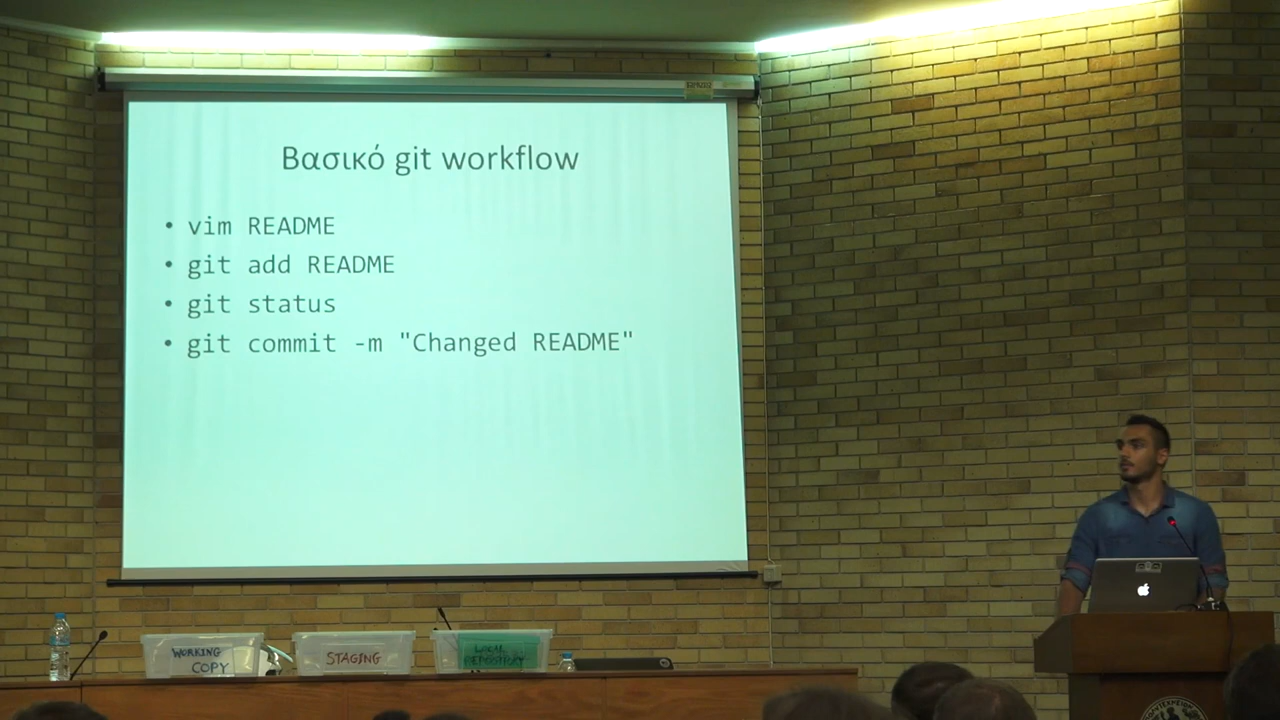 Βασικό git workflow
• vim README
• git add README
• git status
• git commit -m "Changed README"
WORKING
COPY
STAGING
LOCAL
REPOSITORY